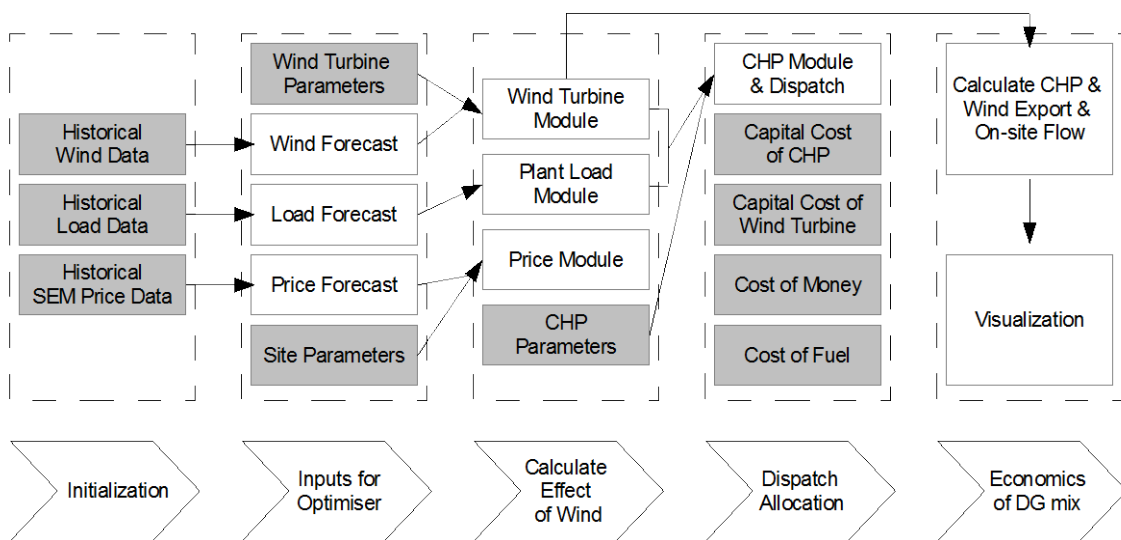 Historical
Wind Data
Historical
Load Data
Historical
SEM Price Data
Wind Turbine
Parameters
Wind Forecast
Load Forecast
Price Forecast
Site Parameters
Wind Turbine
Module
Plant Load
Module
Price Module
CHP
Parameters
CHP Module
& Dispatch
Capital Cost
of CHP
Capital Cost of
Wind Turbine
Cost of Money
Cost of Fuel
Calculate CHP &
Wind Export &
On-site Flow
Visualization
Initialization
Inputs for
Optimiser
Calculate
Effect
of Wind
Dispatch
Allocation
Economics
of DG mix